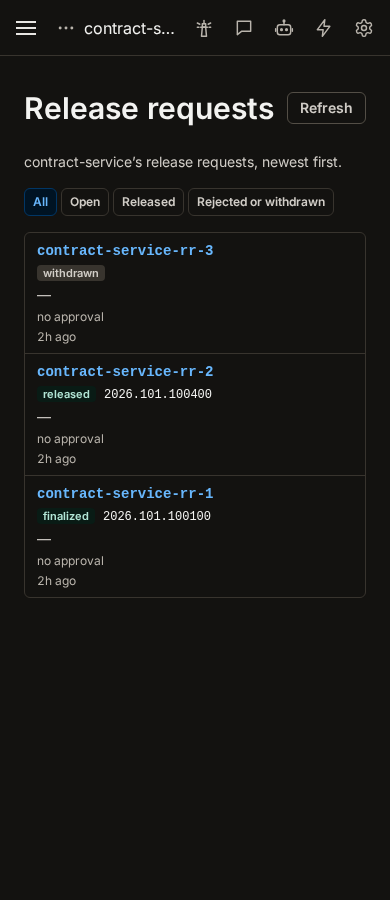 contract-s…
Release requests
Refresh
contract-service’s release requests, newest first.
All
Open
Released
Rejected or withdrawn
contract-service-rr-3
withdrawn
—
no approval
2h ago
contract-service-rr-2
released 2026.101.100400
—
no approval
2h ago
contract-service-rr-1
finalized 2026.101.100100
—
no approval
2h ago